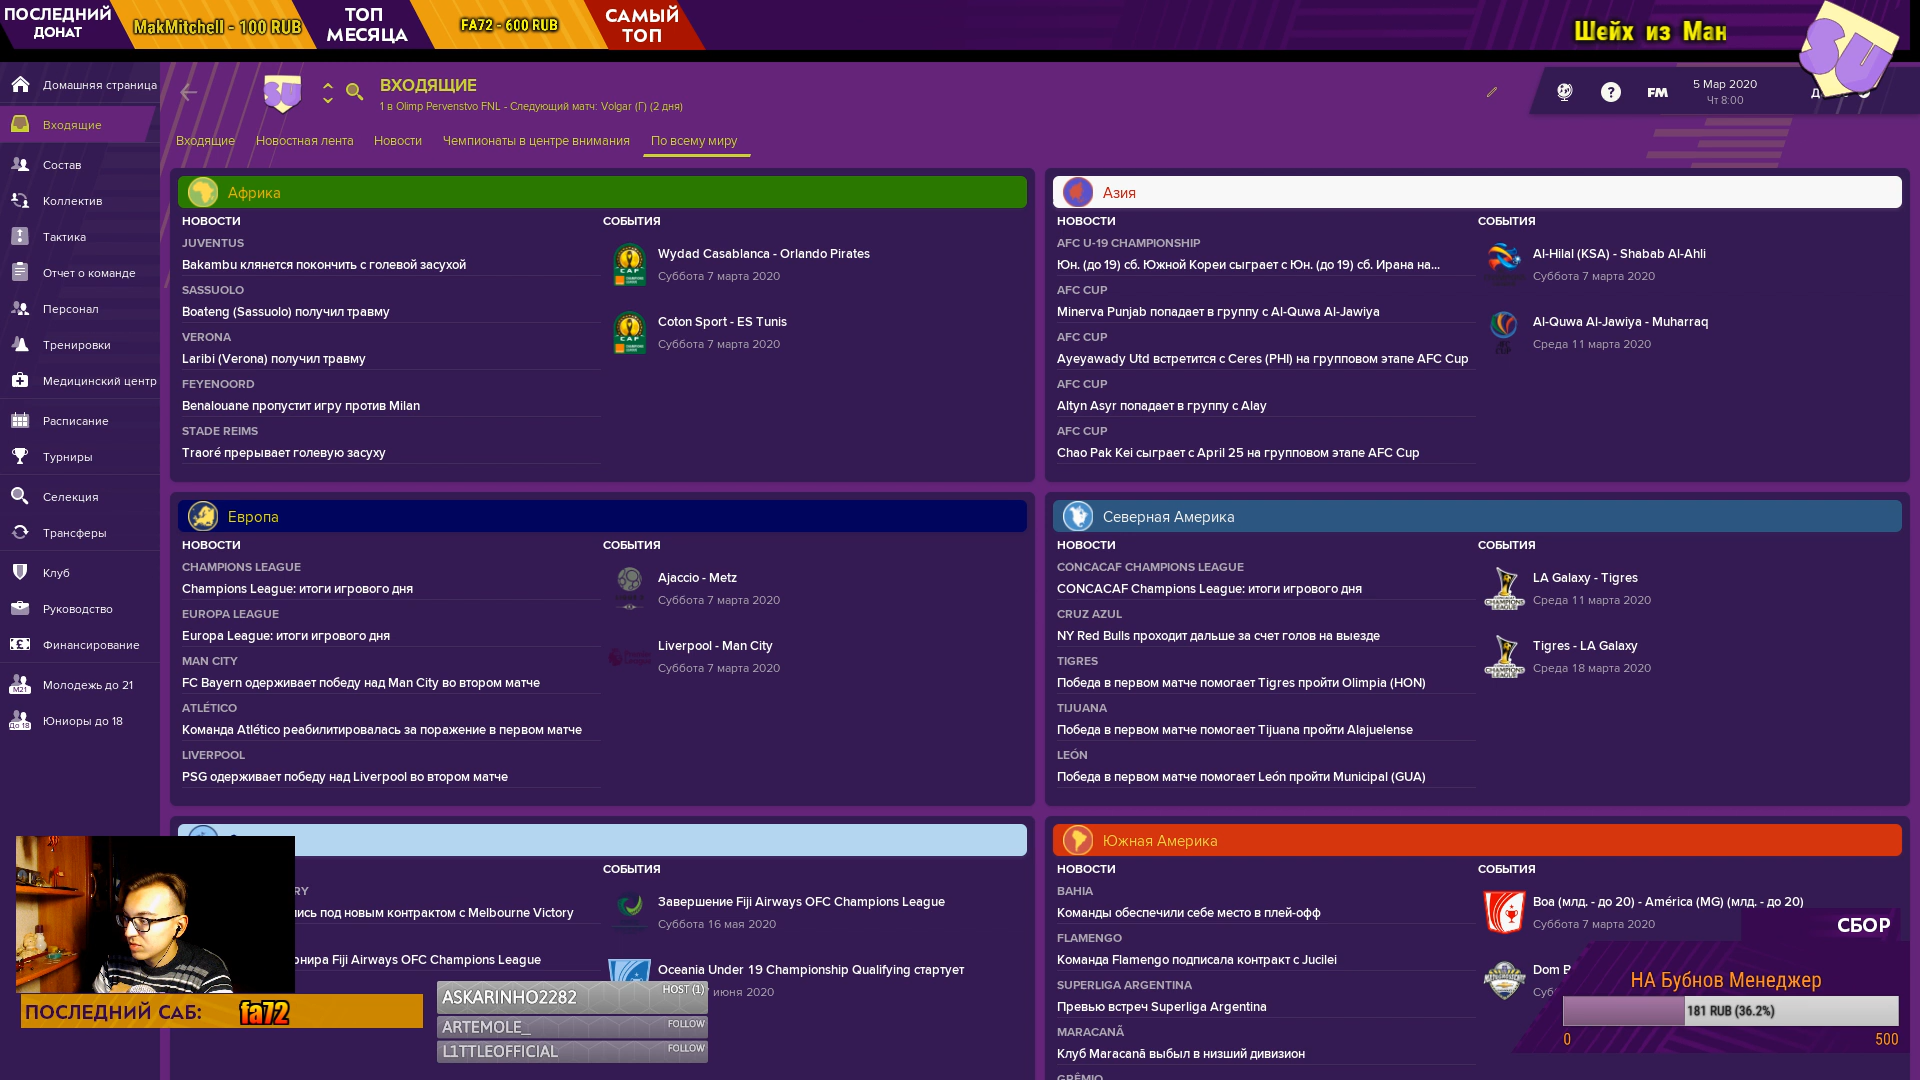 ПОСЛЕДНИЙ
ДОНАТ
MakMitchell - 100 RUB
ТОП
МЕСЯЦА
FA72 - 600 RUB
САМЫЙ
ТОП
Шейх из Ман
SU
Домашняя страница
Входящие
Состав
Коллектив
Тактика
Отчет о команде
Персонал
Тренировки
Медицинский центр
Расписание
Турниры
Селекция
Трансферы
Клуб
Руководство
Финансирование
Молодежь до 21
Юниоры до 18
ВХОДЯЩИЕ
1 в Olimp Pervenstvo FNL - Следующий матч: Volgar (Г) (2 дня)
FM
5 Мар 2020
Чт 8:00
Входящие
Новостная лента
Новости
Чемпионаты в центре внимания
По всему миру
Африка
НОВОСТИ
JUVENTUS
Bakambu клянется покончить с голевой засухой
SASSUOLO
Boateng (Sassuolo) получил травму
VERONA
Laribi (Verona) получил травму
FEYENOORD
Benalouane пропустит игру против Milan
STADE REIMS
Traoré прерывает голевую засуху
СОБЫТИЯ
Wydad Casablanca - Orlando Pirates
Суббота 7 марта 2020
Coton Sport - ES Tunis
Суббота 7 марта 2020
Азия
НОВОСТИ
AFC U-19 CHAMPIONSHIP
Юн. (до 19) сб. Южной Кореи сыграет с Юн. (до 19) сб. Ирана на...
AFC CUP
Minerva Punjab попадает в группу с Al-Quwa Al-Jawiya
AFC CUP
Ayeyawady Utd встретится с Ceres (PHI) на групповом этапе AFC Cup
AFC CUP
Altyn Asyr попадает в группу с Alay
AFC CUP
Chao Pak Kei сыграет с April 25 на групповом этапе AFC Cup
СОБЫТИЯ
Al-Hilal (KSA) - Shabab Al-Ahli
Суббота 7 марта 2020
Al-Quwa Al-Jawiya - Muharraq
Среда 11 марта 2020
Европа
НОВОСТИ
CHAMPIONS LEAGUE
Champions League: итоги игрового дня
EUROPA LEAGUE
Europa League: итоги игрового дня
MAN CITY
FC Bayern одерживает победу над Man City во втором матче
ATLÉTICO
Команда Atlético реабилитировалась за поражение в первом матче
LIVERPOOL
PSG одерживает победу над Liverpool во втором матче
СОБЫТИЯ
Ajaccio - Metz
Суббота 7 марта 2020
Liverpool - Man City
Суббота 7 марта 2020
Северная Америка
НОВОСТИ
CONCACAF CHAMPIONS LEAGUE
CONCACAF Champions League: итоги игрового дня
CRUZ AZUL
NY Red Bulls проходит дальше за счет голов на выезде
TIGRES
Победа в первом матче помогает Tigres пройти Olimpia (HON)
TIJUANA
Победа в первом матче помогает Tijuana пройти Alajuelense
LEÓN
Победа в первом матче помогает León пройти Municipal (GUA)
СОБЫТИЯ
LA Galaxy - Tigres
Среда 11 марта 2020
Tigres - LA Galaxy
Среда 18 марта 2020
под новым контрактом с Melbourne Victory
Fiji Airways OFC Champions League
СОБЫТИЯ
Завершение Fiji Airways OFC Champions League
Суббота 16 мая 2020
Oceania Under 19 Championship Qualifying стартует
июня 2020
Южная Америка
НОВОСТИ
BAHIA
Команды обеспечили себе место в плей-офф
FLAMENGO
Команда Flamengo подписала контракт с Jucilei
SUPERLIGA ARGENTINA
Превью встреч Superliga Argentina
MARACANÃ
Клуб Maracanã выбыл в низший дивизион
GRÊMIO
СОБЫТИЯ
Boa (млд. - до 20) - América (MG) (млд. - до 20)
Суббота 7 марта 2020
Dom
СБОР
НА Бубнов Менеджер
181 RUB (36.2%)
0
500
ПОСЛЕДНИЙ САБ:
fa72
ASKARINHO2282
HOST (1)
ARTEMOLE_
FOLLOW
L1TTLEOFFICIAL
FOLLOW